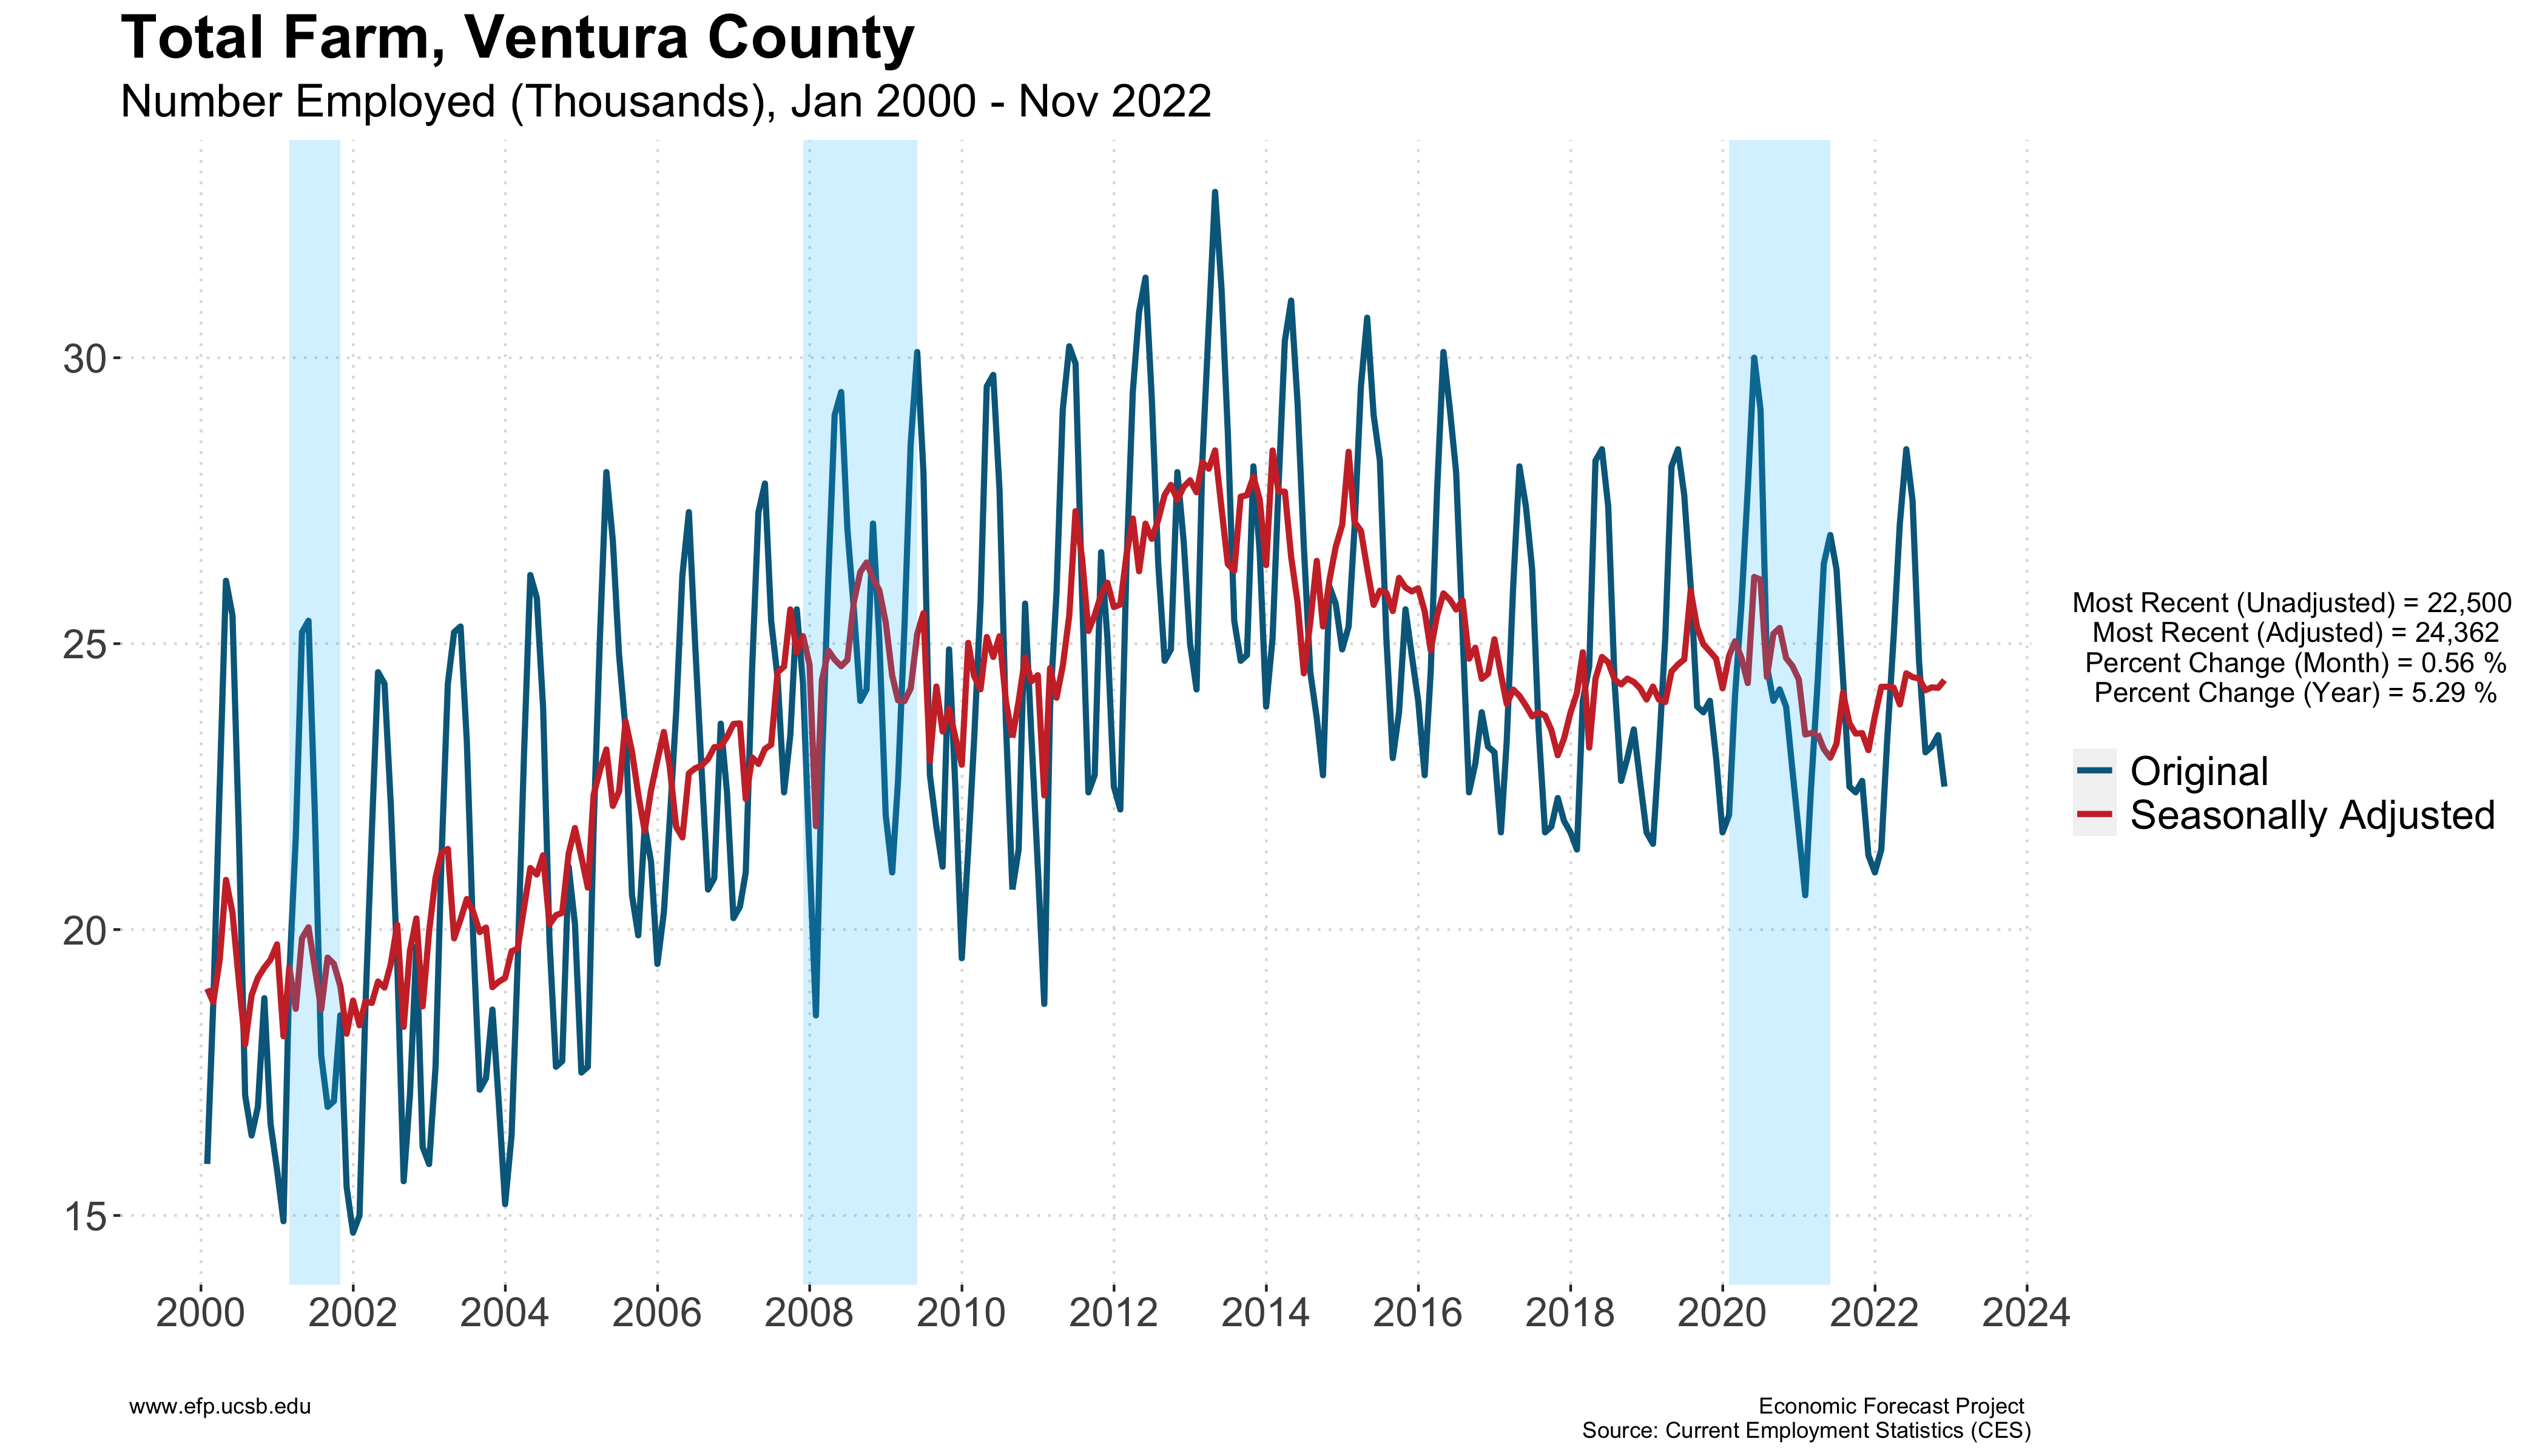 Total Farm, Ventura County
Number Employed (Thousands), Jan 2000 - Nov 2022
30
25
20
15
2000 2002 2004 2006 2008 2010 2012 2014 2016 2018 2020 2022 2024
Most Recent (Unadjusted) = 22,500
Most Recent (Adjusted) = 24,362
Percent Change (Month) = 0.56 %
Percent Change (Year) = 5.29 %
Original
Seasonally Adjusted
www.efp.ucsb.edu
Economic Forecast Project
Source: Current Employment Statistics (CES)